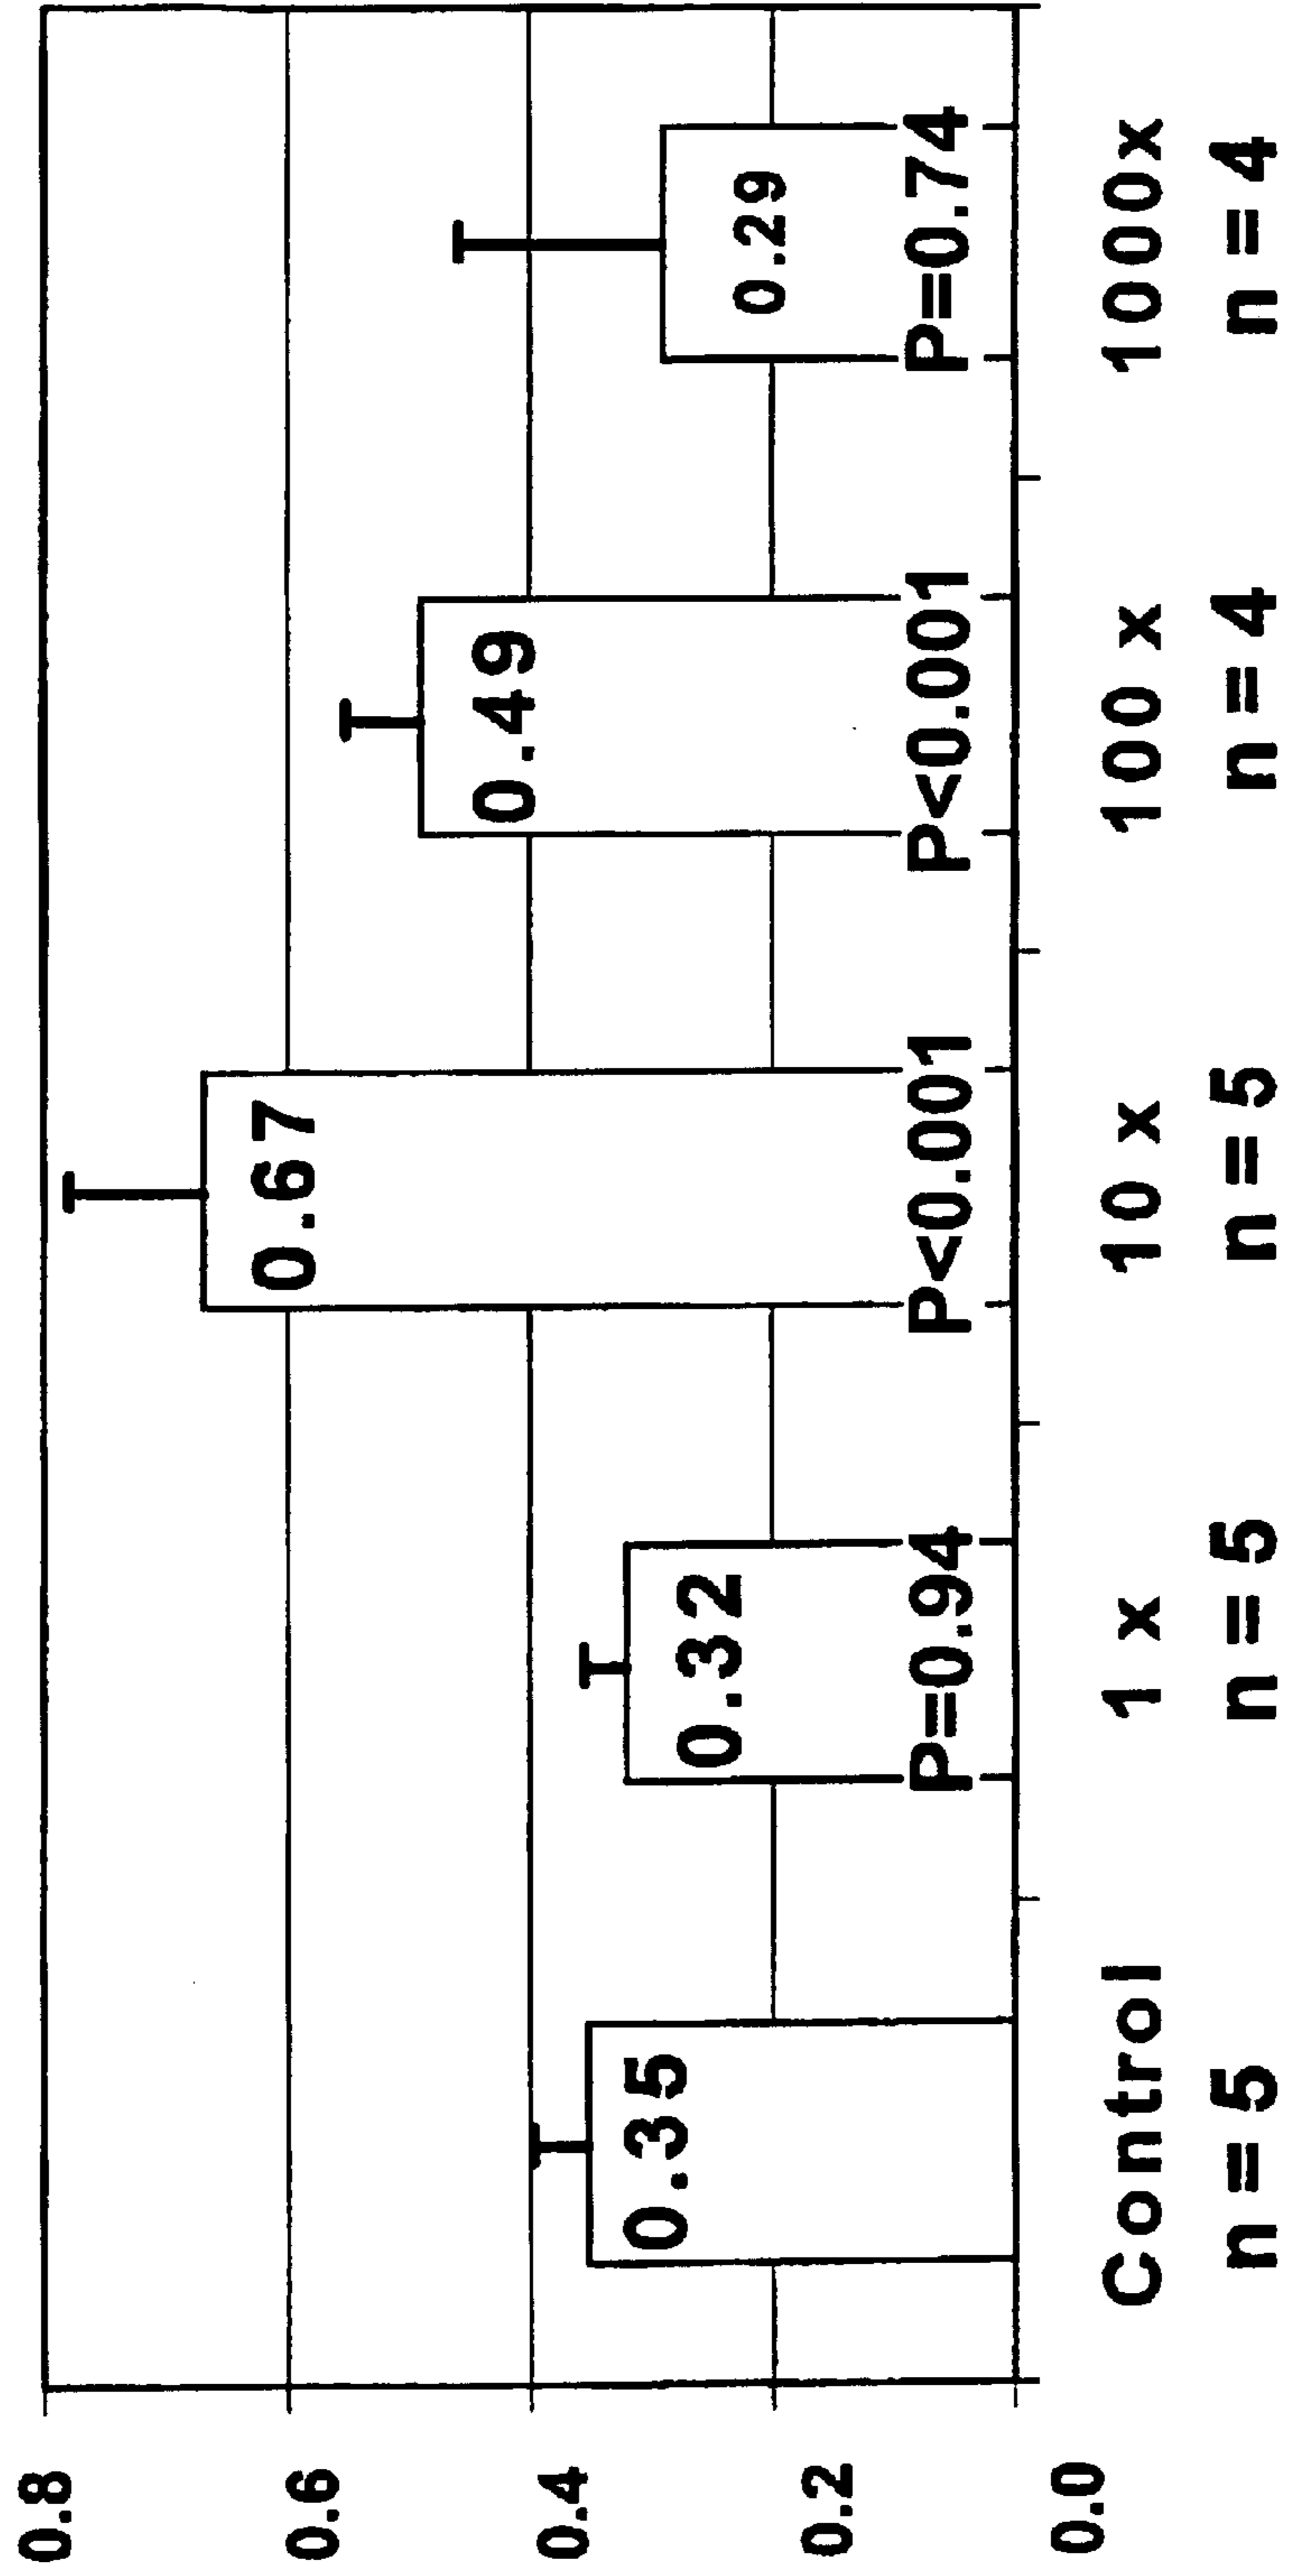 0.8
0.6
0.4
0.2
0.0
0.35
0.32
0.67
0.49
0.29
P=0.94
P<0.001
P<0.001
P=0.74
Control
1 x
10 x
100 x
1000x
n = 5
n = 5
n = 5
n = 4
n = 4